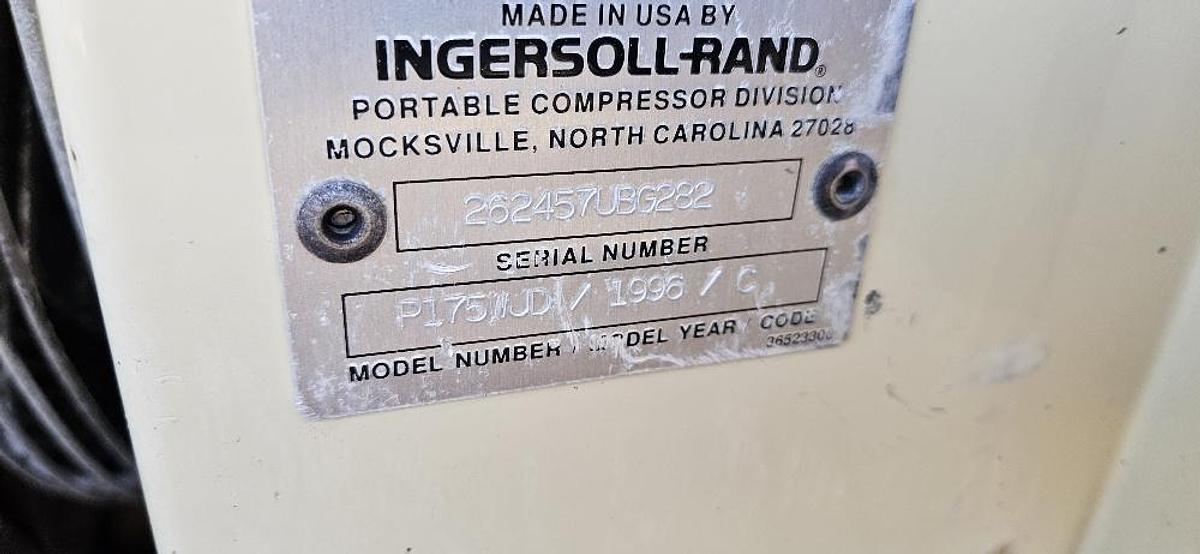 MADE IN USA BY
INGERSOLL-RAND®
PORTABLE COMPRESSOR DIVISION
MOCKSVILLE, NORTH CAROLINA 27028
262457UBG282
SERIAL NUMBER
P175WJD / 1996 / C
MODEL NUMBER / MODEL YEAR / CODE